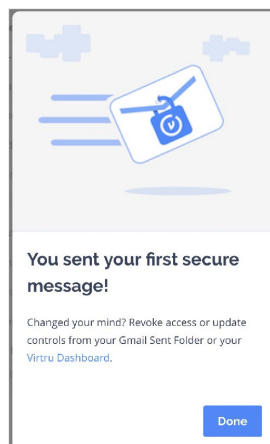 You sent your first secure
message!
Changed your mind? Revoke access or update
controls from your Gmail Sent Folder or your
Virtru Dashboard.
Done